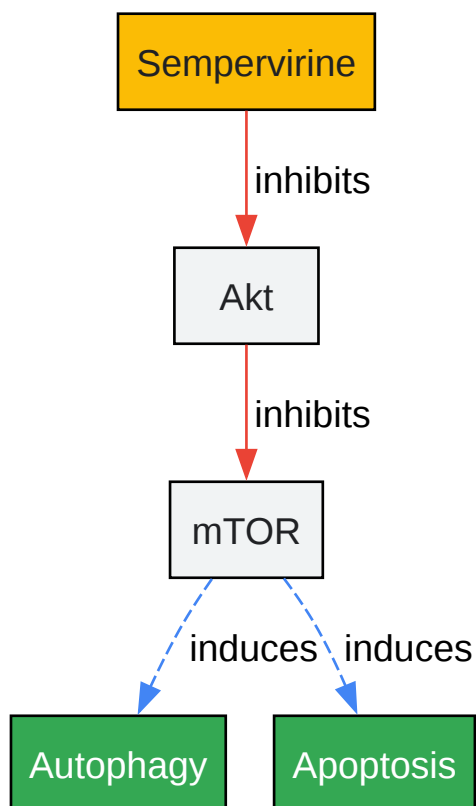 Sempervirine
inhibits
Akt
inhibits
mTOR
induces induces
Autophagy Apoptosis